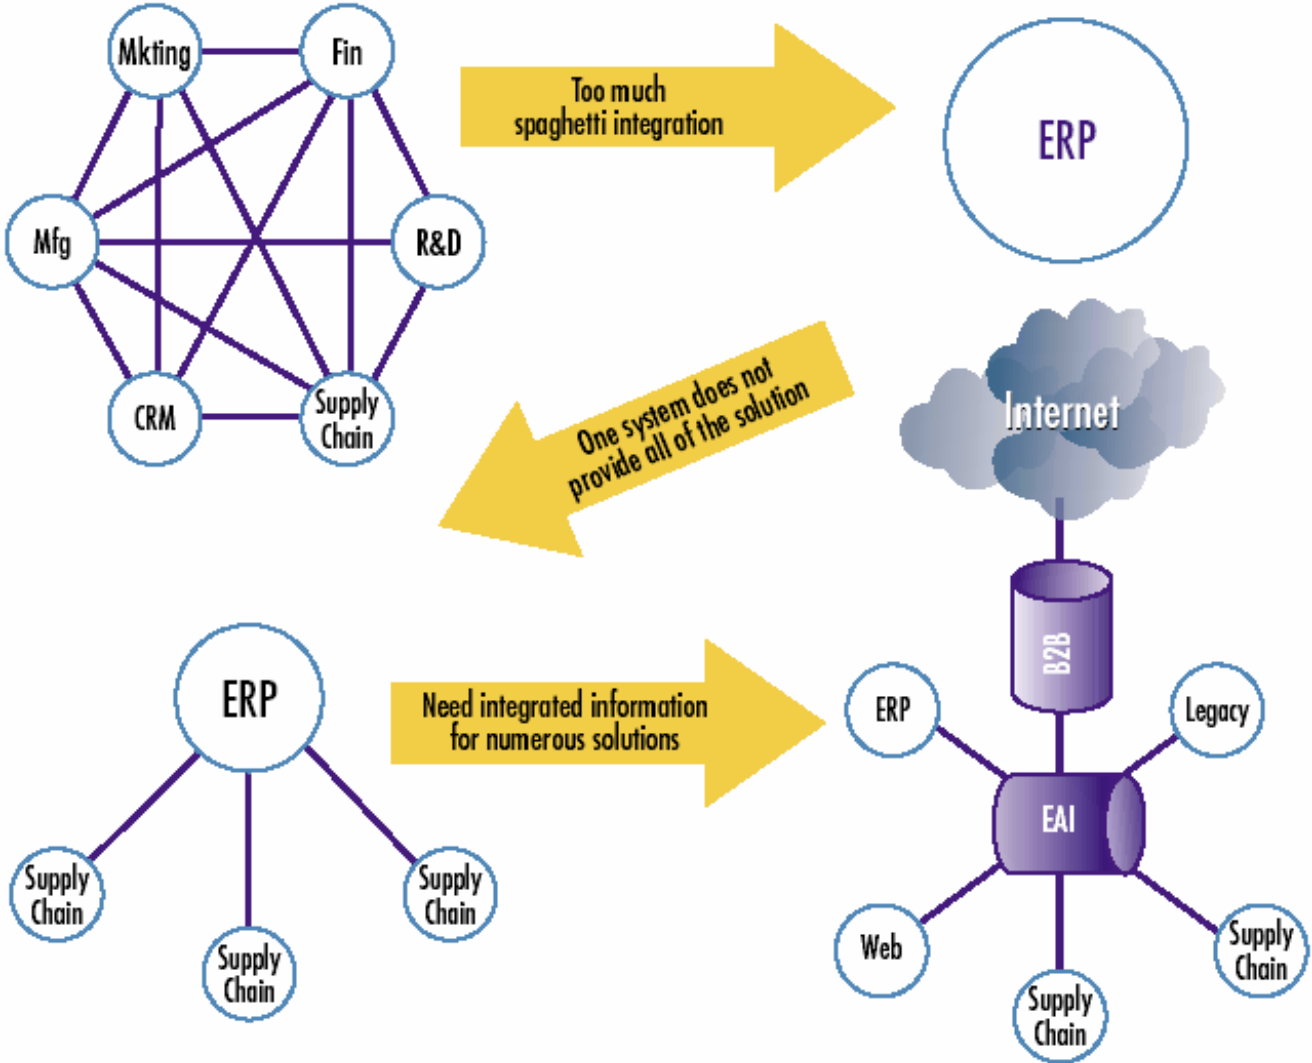 Mkting
Fin
Mfg
R&D
CRM
Supply
Chain
Too much
spaghetti integration
ERP
One system does not
provide all of the solution
ERP
Supply
Chain
Supply
Chain
Supply
Chain
Need integrated information
for numerous solutions
Internet
B2B
ERP
Legacy
EAI
Web
Supply
Chain
Supply
Chain